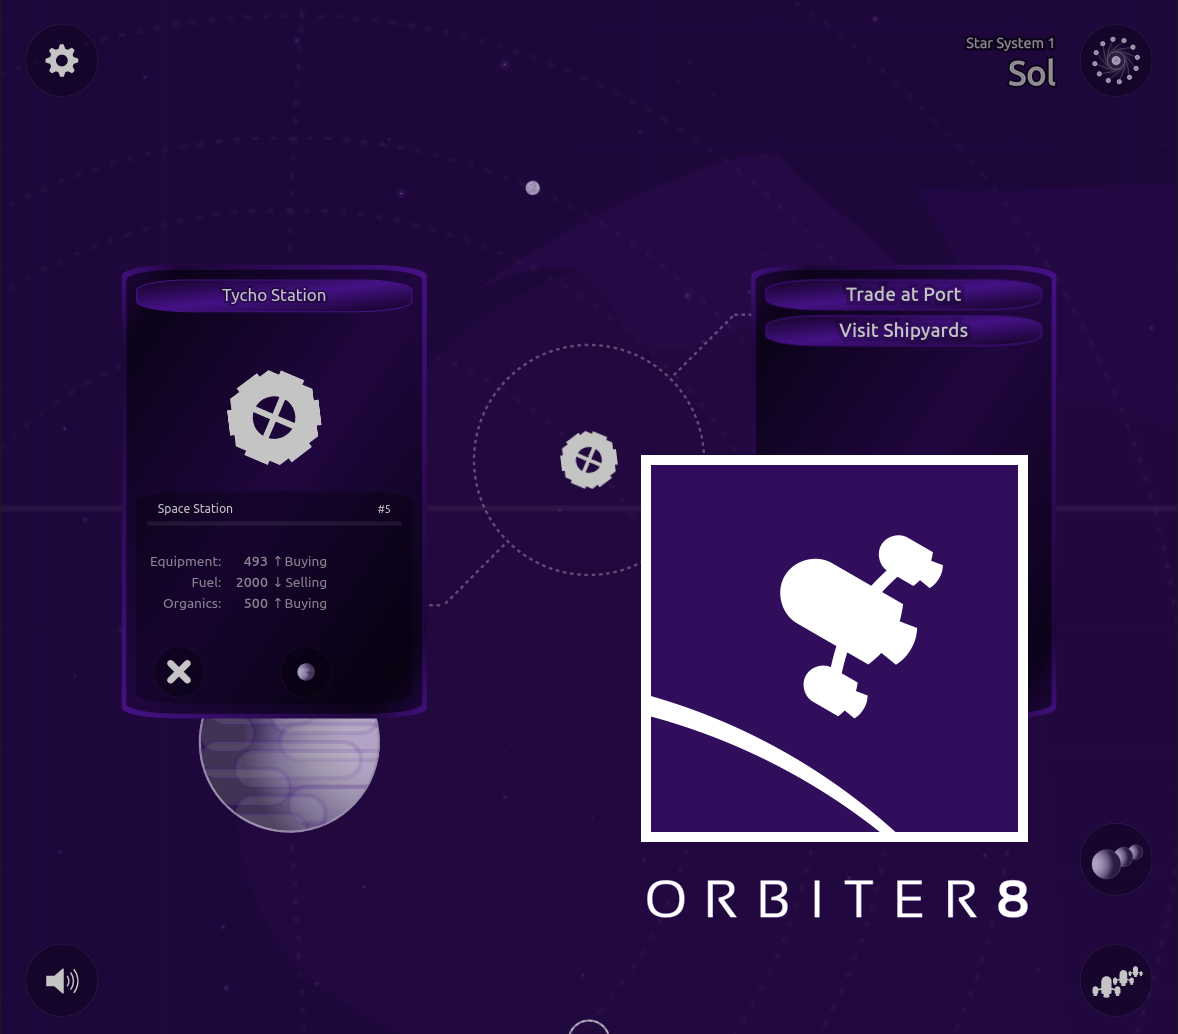 Star System 1
Sol
Tycho Station
Space Station #5
Equipment: 493 ↑ Buying
Fuel: 2000 ↓ Selling
Organics: 500 ↑ Buying
Trade at Port
Visit Shipyards
ORBITER8